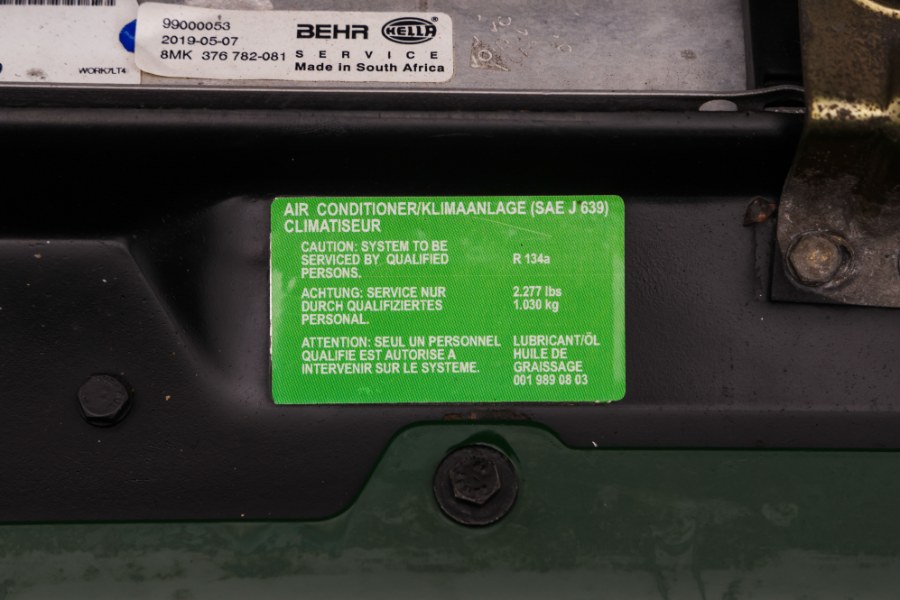 99000053
2019-05-07
8MK 376 782-081
BEHR HELLA
SERVICE
Made in South Africa
WORK7LT4
AIR CONDITIONER/KLIMAANLAGE (SAE J 639)
CLIMATISEUR
CAUTION: SYSTEM TO BE
SERVICED BY QUALIFIED
PERSONS.
R 134a
ACHTUNG: SERVICE NUR
DURCH QUALIFIZIERTES
PERSONAL.
2.277 lbs
1.030 kg
ATTENTION: SEUL UN PERSONNEL
QUALIFIE EST AUTORISE A
INTERVENIR SUR LE SYSTEME.
LUBRICANT/ÖL
HUILE DE
GRAISSAGE
001 989 08 03